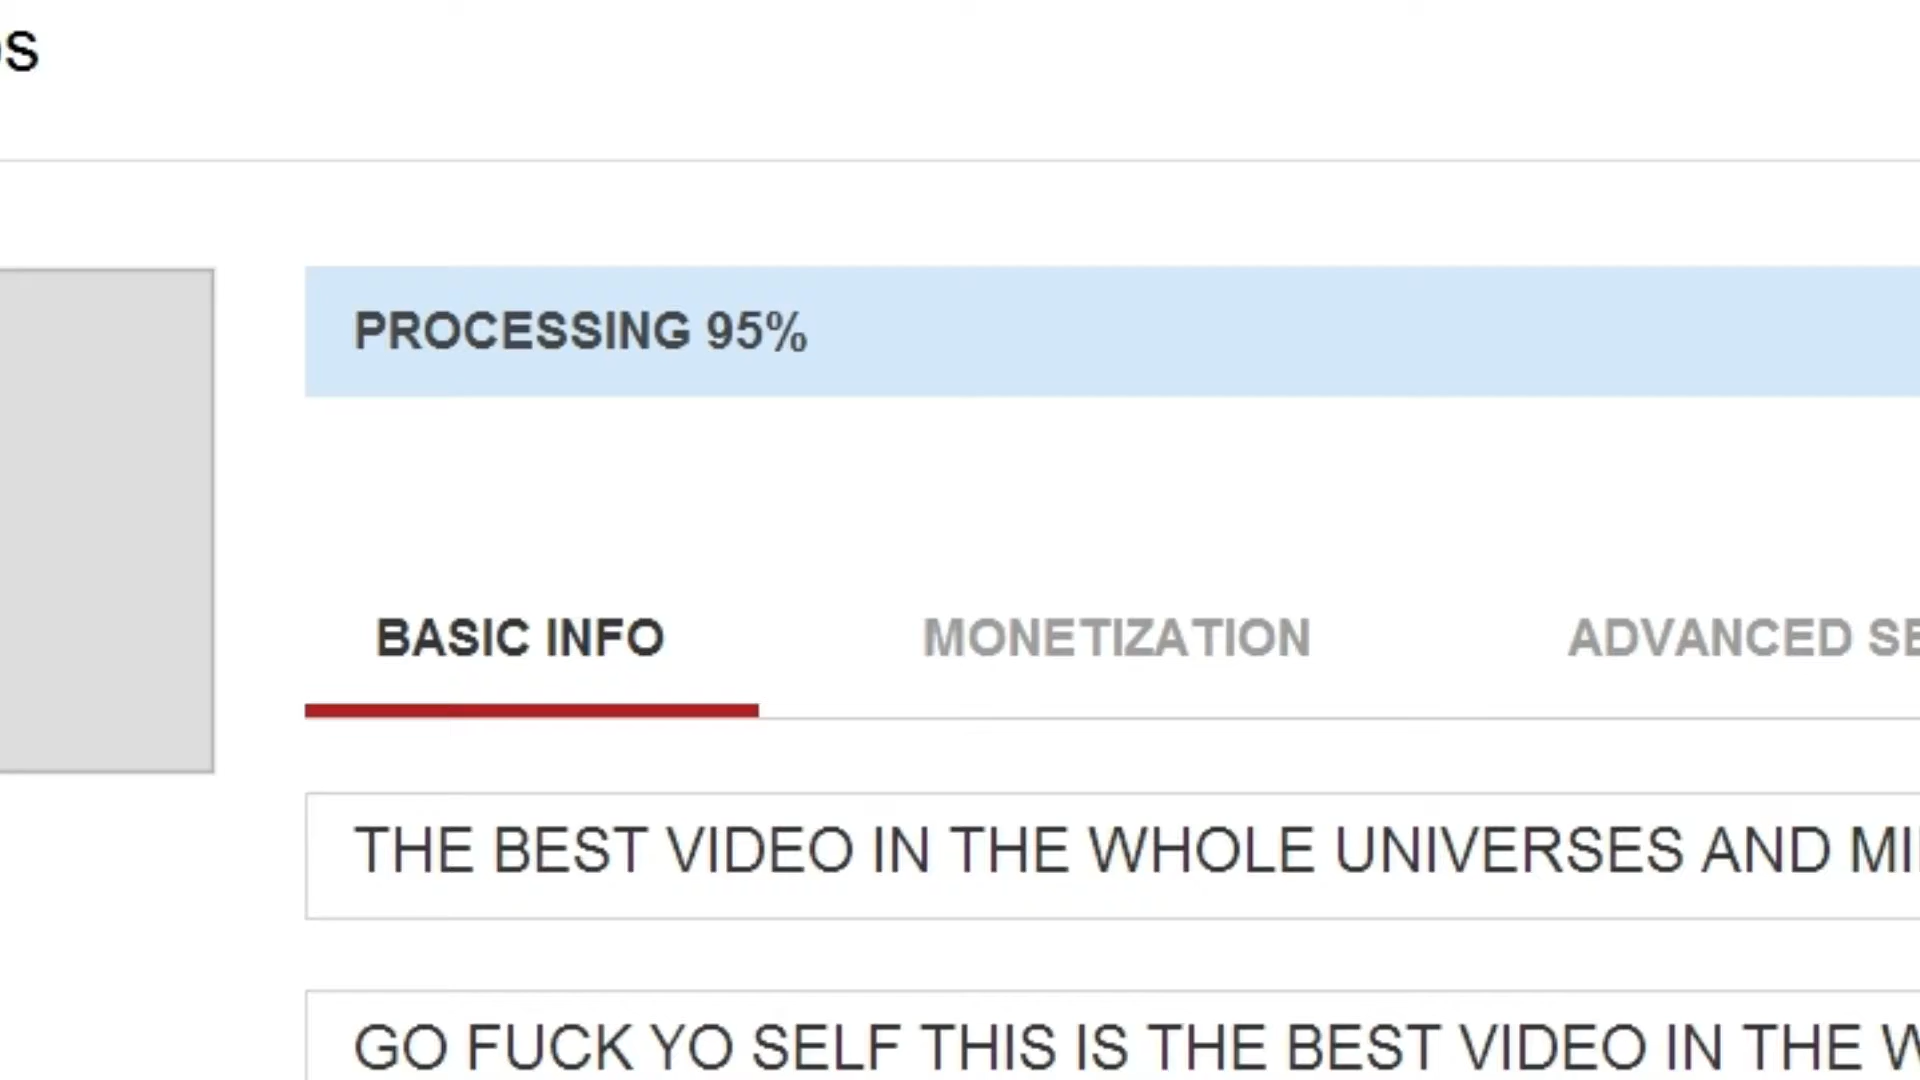 PROCESSING 95%
BASIC INFO MONETIZATION ADVANCED
THE BEST VIDEO IN THE WHOLE UNIVERSES AND
GO FUCK YO SELF THIS IS THE BEST VIDEO IN THE